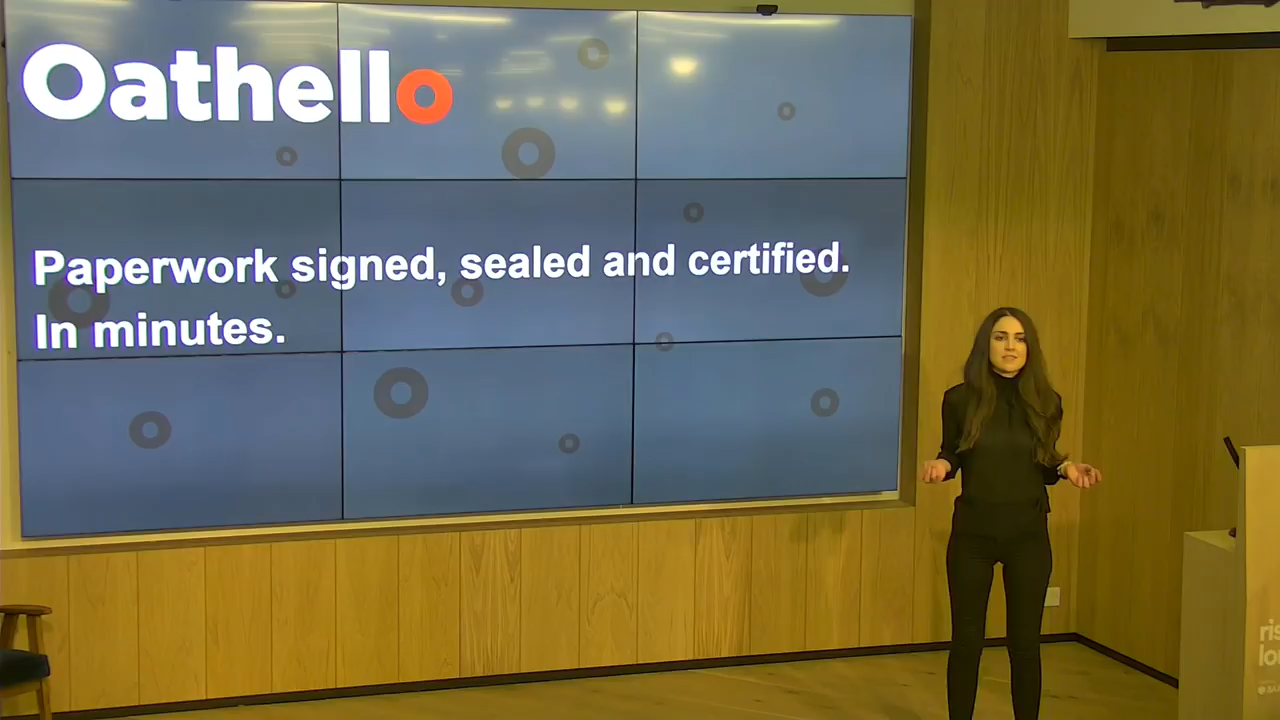 Oathello
Paperwork signed, sealed and certified.
In minutes.